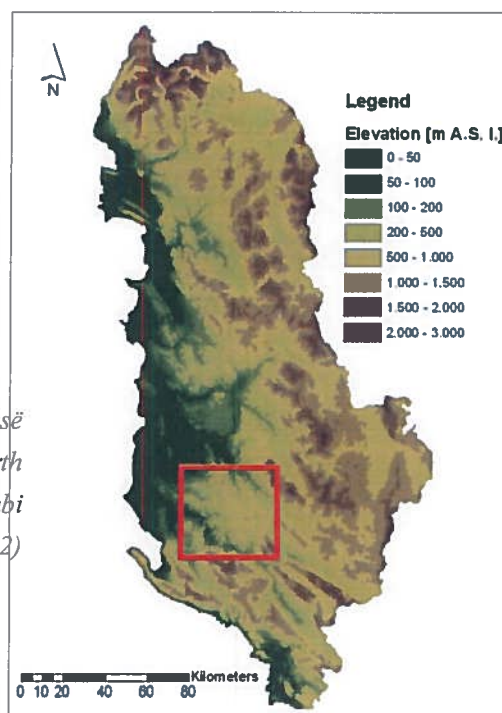 N
Legend
Elevation [m A.S. l.]
0 - 50
50 - 100
100 - 200
200 - 500
500 - 1.000
1.000 - 1.500
1.500 - 2.000
2.000 - 3.000
Kilometers
0 10 20 40 60 80